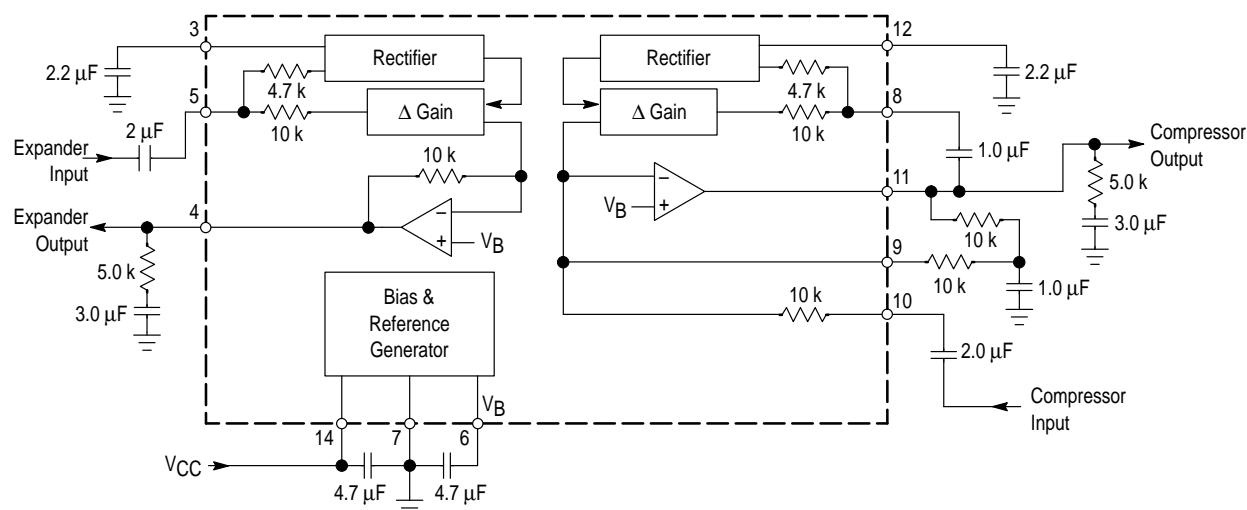 3
12
Rectifier
Rectifier
2.2 μF
2.2 μF
4.7 k
4.7 k
5
8
Δ Gain
Δ Gain
2 μF
10 k
10 k
Expander
Input
1.0 μF
Compressor
Output
10 k
11
5.0 k
Expander
Output
4
VB
VB
10 k
3.0 μF
9
5.0 k
10 k
1.0 μF
Bias &
Reference
Generator
10 k
10
3.0 μF
2.0 μF
VB
Compressor
Input
14
7
6
VCC
4.7 μF
4.7 μF